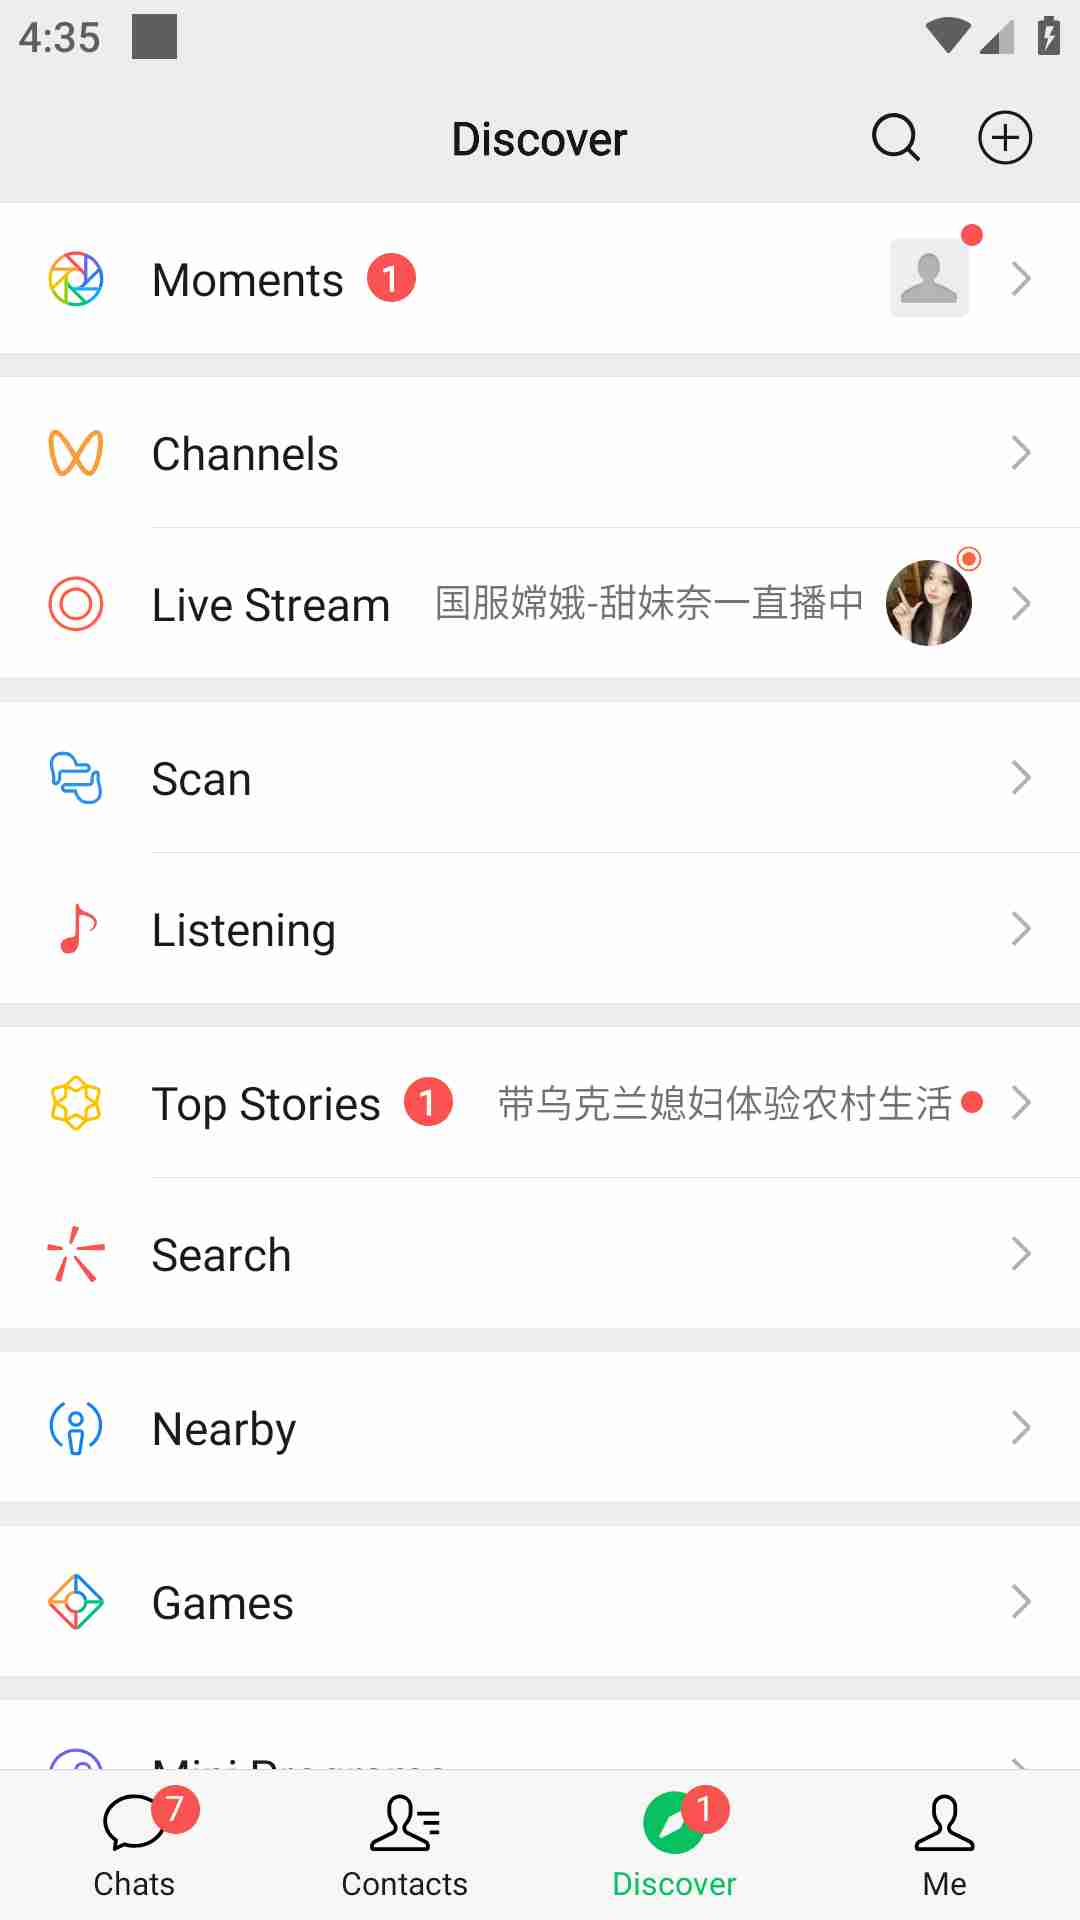 4:35
Discover
Moments 1
Channels
Live Stream 国服嫦娥-甜妹奈一直播中
Scan
Listening
Top Stories 1 带乌克兰媳妇体验农村生活
Search
Nearby
Games
Mini Programs
7 1
Chats Contacts Discover Me